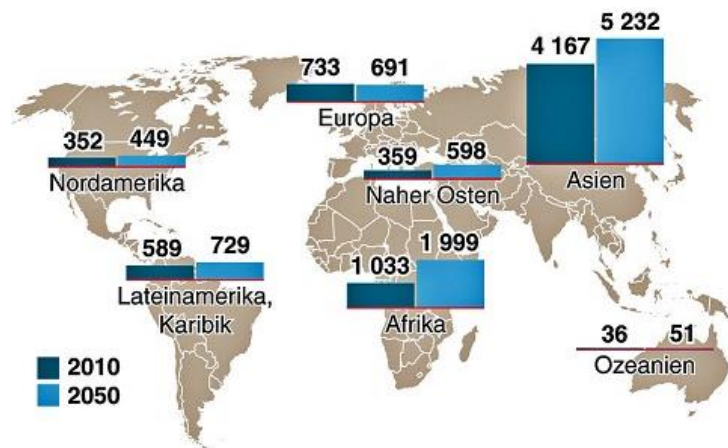 733 691
Europa
4 167 5 232
Asien
352 449
Nordamerika
359 598
Naher Osten
589 729
Lateinamerika,
Karibik
1 033 1 999
Afrika
36 51
Ozeanien
2010
2050